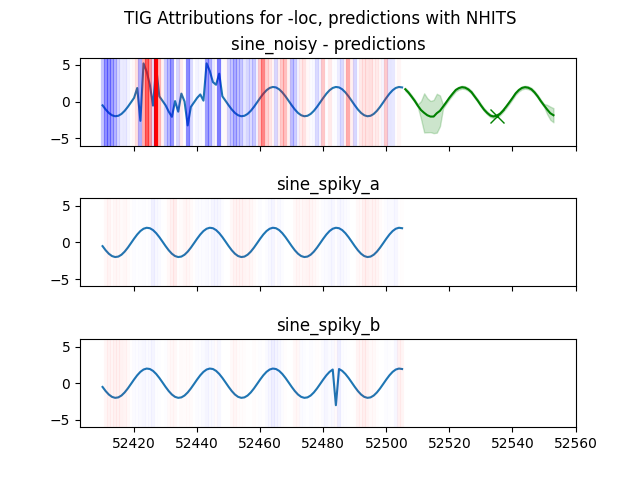 TIG Attributions for -loc, predictions with NHITS
sine_noisy - predictions
5
0
−5
sine_spiky_a
5
0
−5
sine_spiky_b
5
0
−5
52420 52440 52460 52480 52500 52520 52540 52560